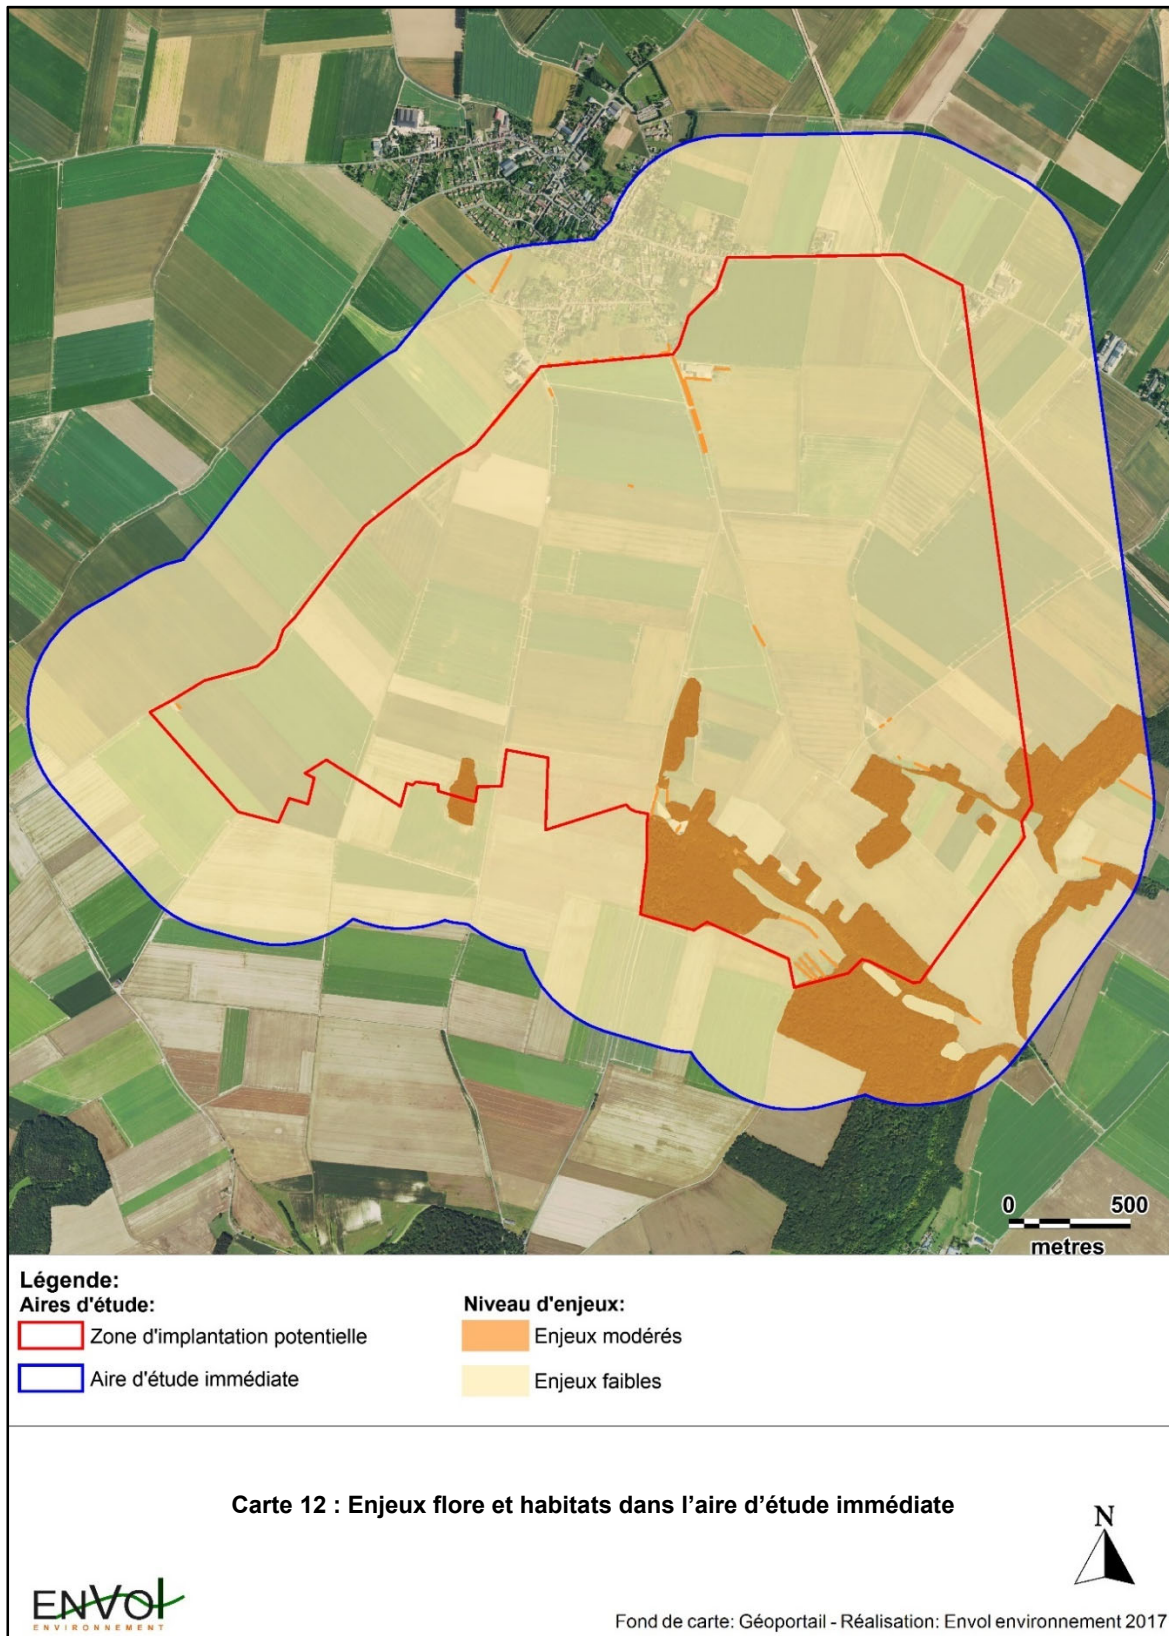 0 500
metres
Légende:
Aires d'étude:
Zone d'implantation potentielle
Aire d'étude immédiate
Niveau d'enjeux:
Enjeux modérés
Enjeux faibles
Carte 12 : Enjeux flore et habitats dans l’aire d’étude immédiate
N
ENVOl
ENVIRONNEMENT
Fond de carte: Géoportail - Réalisation: Envol environnement 2017